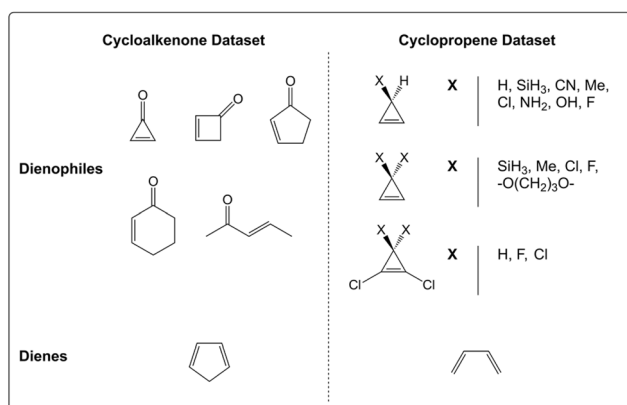 Cycloalkenone Dataset
Cyclopropene Dataset
Dienophiles
O
O
O
O
O
X H
X
H, SiH3, CN, Me,
Cl, NH2, OH, F
X X
X
SiH3, Me, Cl, F,
-O(CH2)3O-
X X
Cl Cl
X
H, F, Cl
Dienes